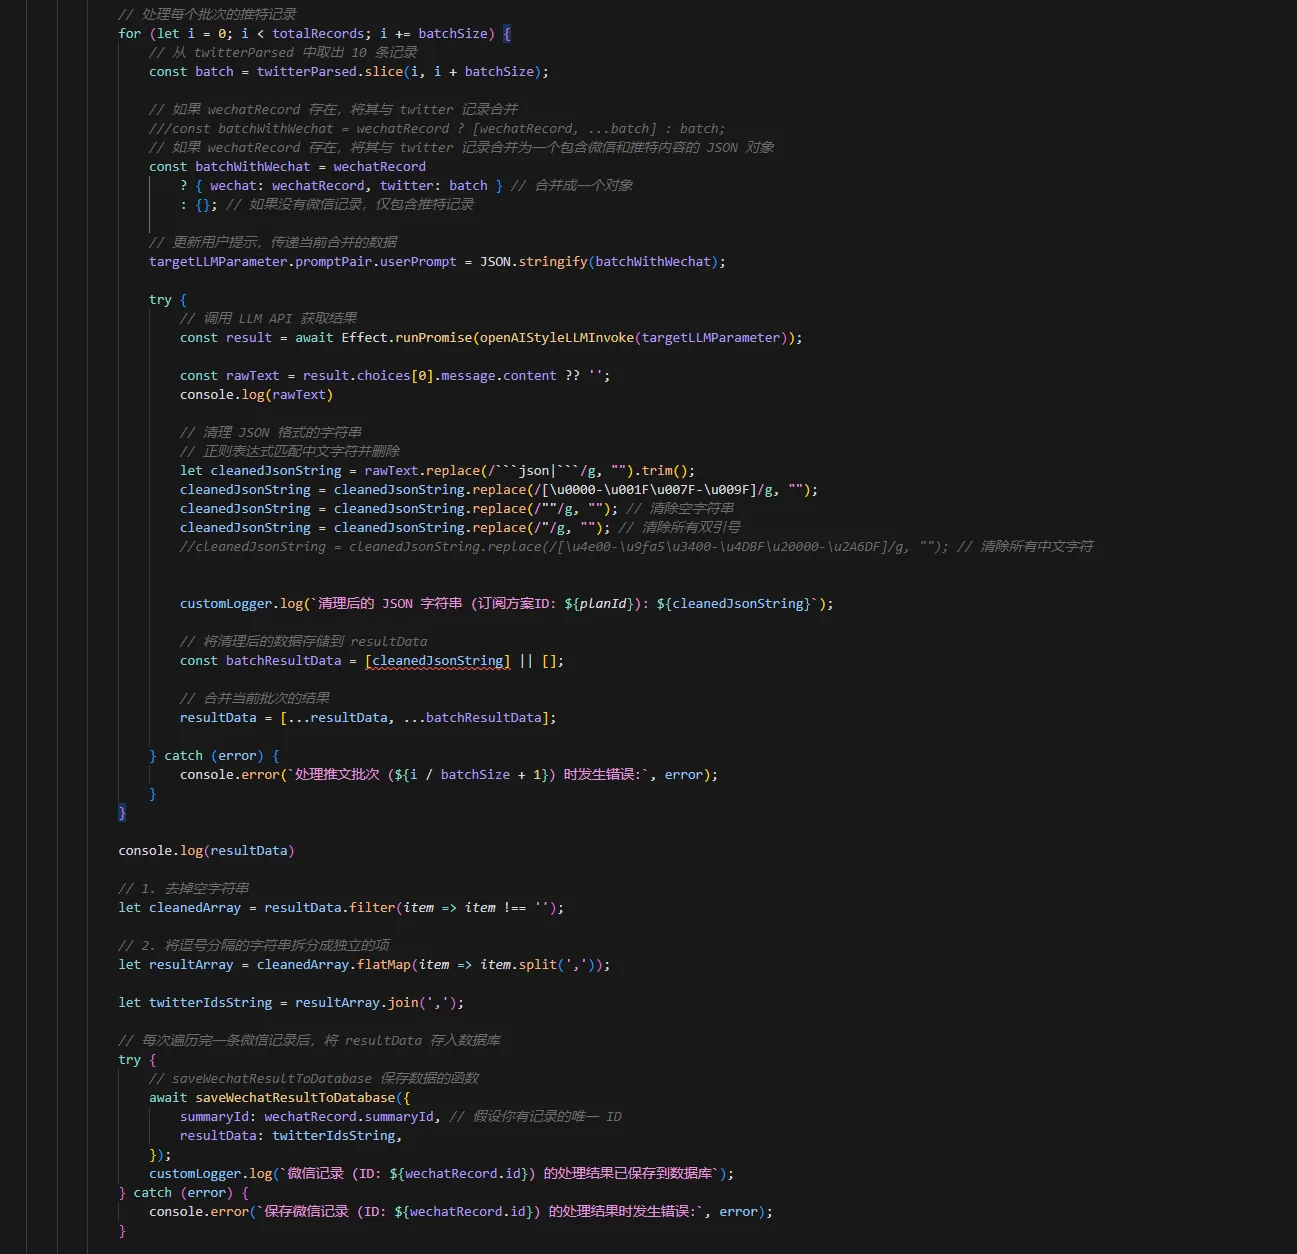 // 处理每个批次的推特记录
for (let i = 0; i < totalRecords; i += batchSize) {
// 从 twitterParsed 中取出 10 条记录
const batch = twitterParsed.slice(i, i + batchSize);
// 如果 wechatRecord 存在，将其与 twitter 记录合并
///const batchWithWechat = wechatRecord ? [wechatRecord, ...batch] : batch;
// 如果 wechatRecord 存在，将其与 twitter 记录合并为一个包含微信和推特内容的 JSON 对象
const batchWithWechat = wechatRecord
? { wechat: wechatRecord, twitter: batch } // 合并成一个对象
: {}; // 如果没有微信记录，仅包含推特记录
// 更新用户提示，传递当前合并的数据
targetLLMParameter.promptPair.userPrompt = JSON.stringify(batchWithWechat);
try {
// 调用 LLM API 获取结果
const result = await Effect.runPromise(openAIStyleLLMInvoke(targetLLMParameter));
const rawText = result.choices[0].message.content ?? '';
console.log(rawText)
// 清理 JSON 格式的字符串
// 正则表达式匹配中文字符并删除
let cleanedJsonString = rawText.replace(/```json|```/g, "").trim();
cleanedJsonString = cleanedJsonString.replace(/[\u0000-\u001F\u007F-\u009F]/g, "");
cleanedJsonString = cleanedJsonString.replace(/""/g, ""); // 清除空字符串
cleanedJsonString = cleanedJsonString.replace(/"/g, ""); // 清除所有双引号
//cleanedJsonString = cleanedJsonString.replace(/[\u4e00-\u9fa5\u3400-\u4DBF\u20000-\u2A6DF]/g, ""); // 清除所有中文字符
customLogger.log(`清理后的 JSON 字符串 (订阅方案ID: ${planId}): ${cleanedJsonString}`);
// 将清理后的数据存储到 resultData
const batchResultData = [cleanedJsonString] || [];
// 合并当前批次的结果
resultData = [...resultData, ...batchResultData];
} catch (error) {
console.error(`处理推文批次 (${i / batchSize + 1}) 时发生错误:`, error);
}
}
console.log(resultData)
// 1. 去掉空字符串
let cleanedArray = resultData.filter(item => item !== '');
// 2. 将逗号分隔的字符串拆分成独立的项
let resultArray = cleanedArray.flatMap(item => item.split(','));
let twitterIdsString = resultArray.join(',');
// 每次遍历完一条微信记录后，将 resultData 存入数据库
try {
// saveWechatResultToDatabase 保存数据的函数
await saveWechatResultToDatabase({
summaryId: wechatRecord.summaryId, // 假设你有记录的唯一 ID
resultData: twitterIdsString,
});
customLogger.log(`微信记录 (ID: ${wechatRecord.id}) 的处理结果已保存到数据库`);
} catch (error) {
console.error(`保存微信记录 (ID: ${wechatRecord.id}) 的处理结果时发生错误:`, error);
}